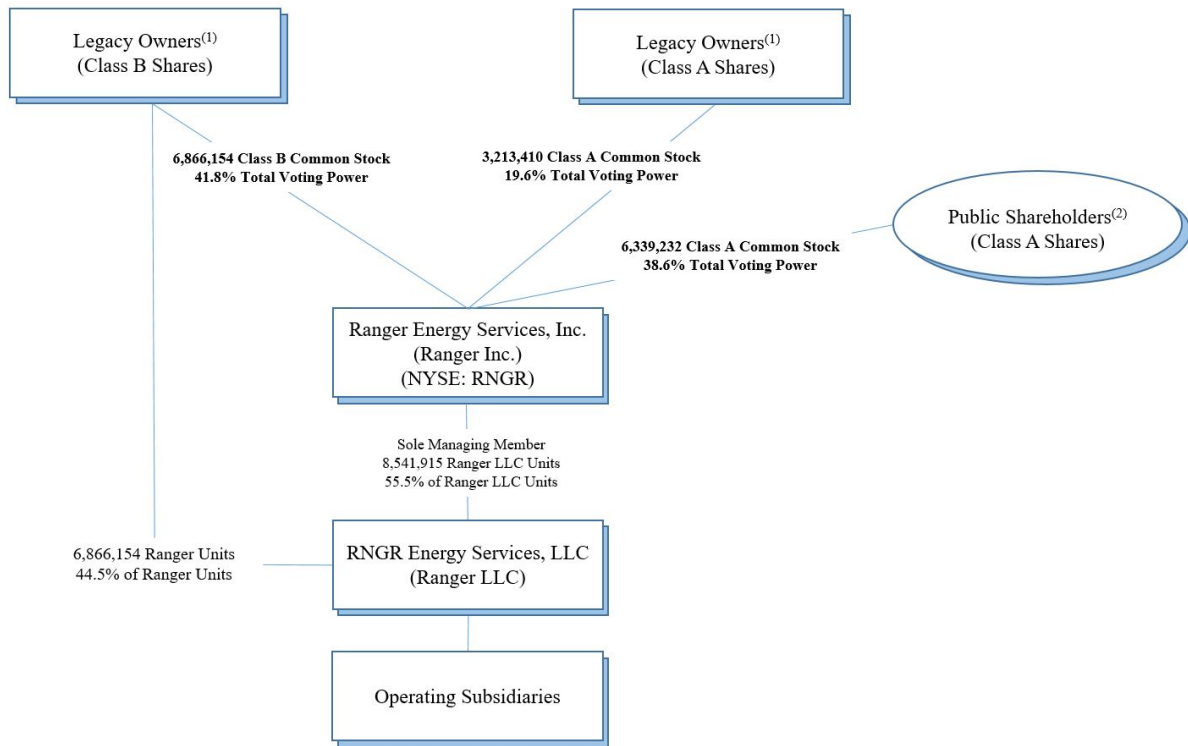 Legacy Owners(1)
(Class B Shares)
Legacy Owners(1)
(Class A Shares)
6,866,154 Class B Common Stock
41.8% Total Voting Power
3,213,410 Class A Common Stock
19.6% Total Voting Power
Public Shareholders(2)
(Class A Shares)
6,339,232 Class A Common Stock
38.6% Total Voting Power
Ranger Energy Services, Inc.
(Ranger Inc.)
(NYSE: RNGR)
Sole Managing Member
8,541,915 Ranger LLC Units
55.5% of Ranger LLC Units
6,866,154 Ranger Units
44.5% of Ranger Units
RNGR Energy Services, LLC
(Ranger LLC)
Operating Subsidiaries